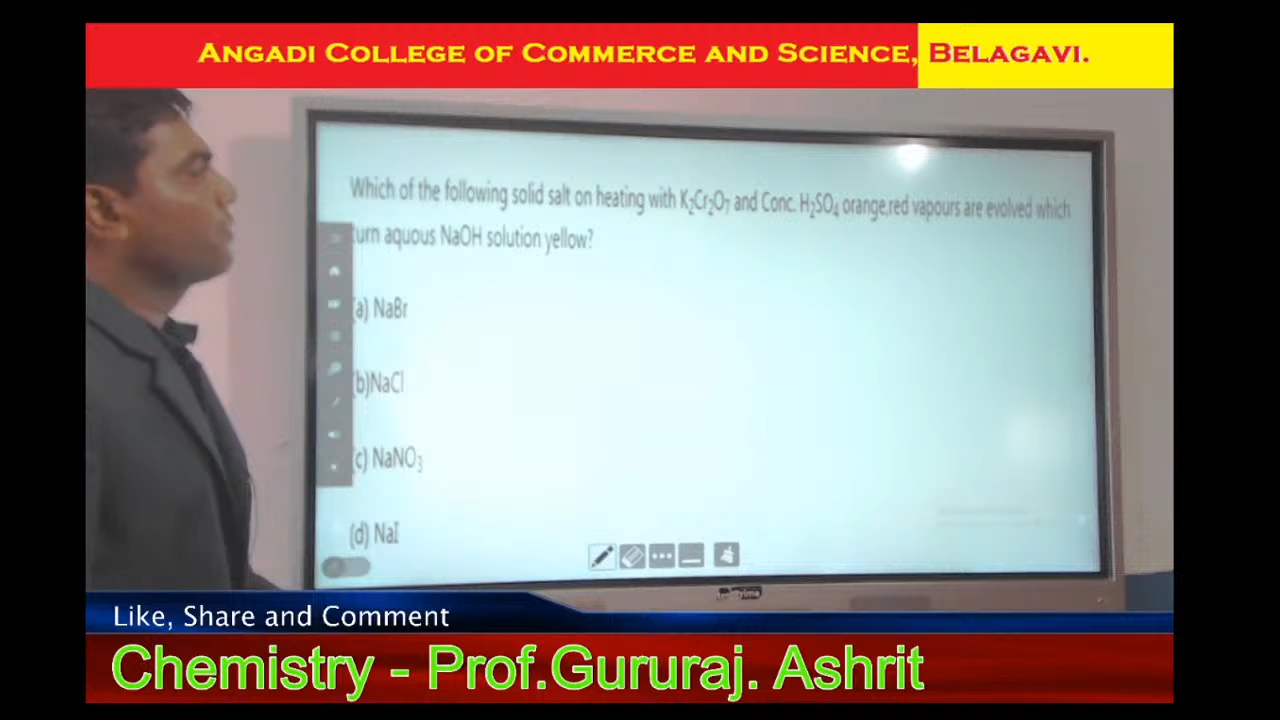 ANGADI COLLEGE OF COMMERCE AND SCIENCE, BELAGAVI.
Which of the following solid salt on heating with K₂Cr₂O₇ and Conc. H₂SO₄ orange,red vapours are evolved which
turn aquous NaOH solution yellow?
(a) NaBr
(b)NaCl
(c) NaNO₃
(d) NaI
Like, Share and Comment
Chemistry - Prof.Gururaj. Ashrit